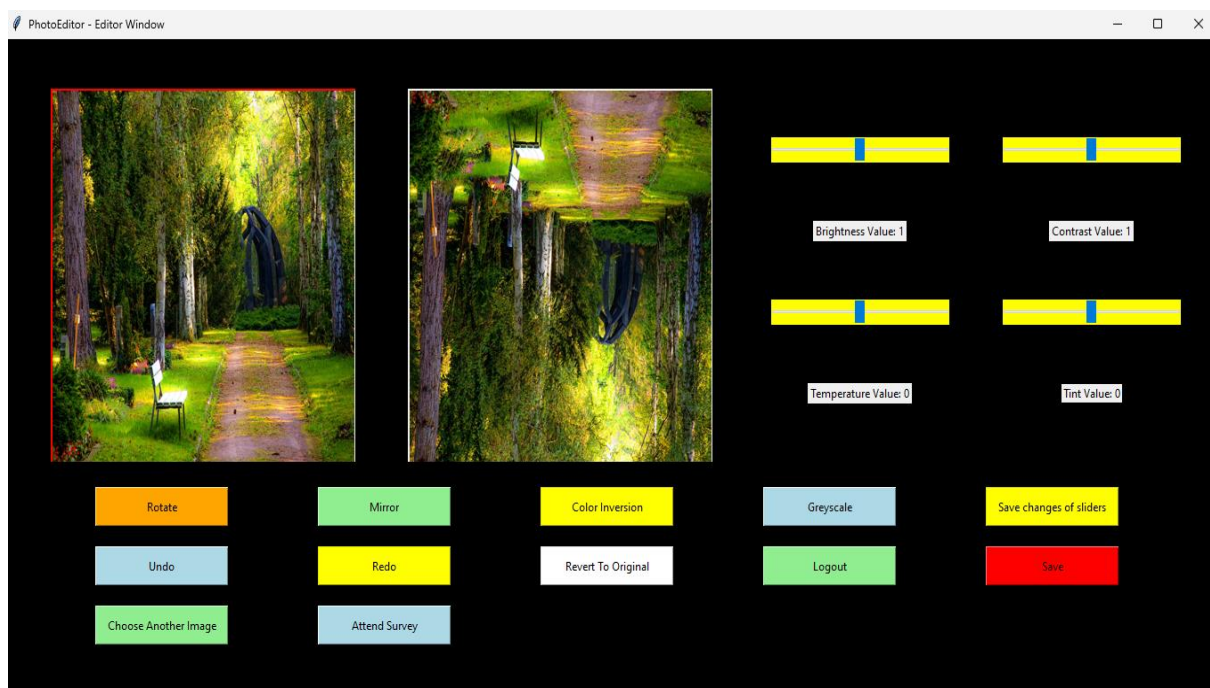 PhotoEditor - Editor Window
Brightness Value: 1
Contrast Value: 1
Temperature Value: 0
Tint Value: 0
Rotate
Mirror
Color Inversion
Greyscale
Save changes of sliders
Undo
Redo
Revert To Original
Logout
Save
Choose Another Image
Attend Survey